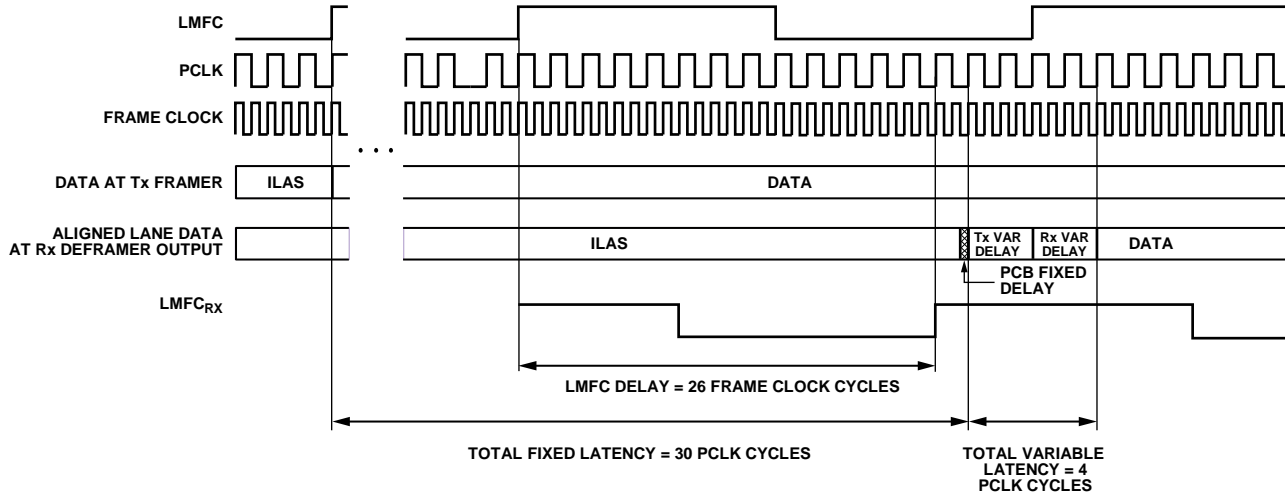 LMFC
PCLK
FRAME CLOCK
. . .
DATA AT Tx FRAMER
ILAS
DATA
ALIGNED LANE DATA
AT Rx DEFRAMER OUTPUT
ILAS
Tx VAR
DELAY
Rx VAR
DELAY
DATA
PCB FIXED
DELAY
LMFCRX
LMFC DELAY = 26 FRAME CLOCK CYCLES
TOTAL FIXED LATENCY = 30 PCLK CYCLES
TOTAL VARIABLE
LATENCY = 4
PCLK CYCLES